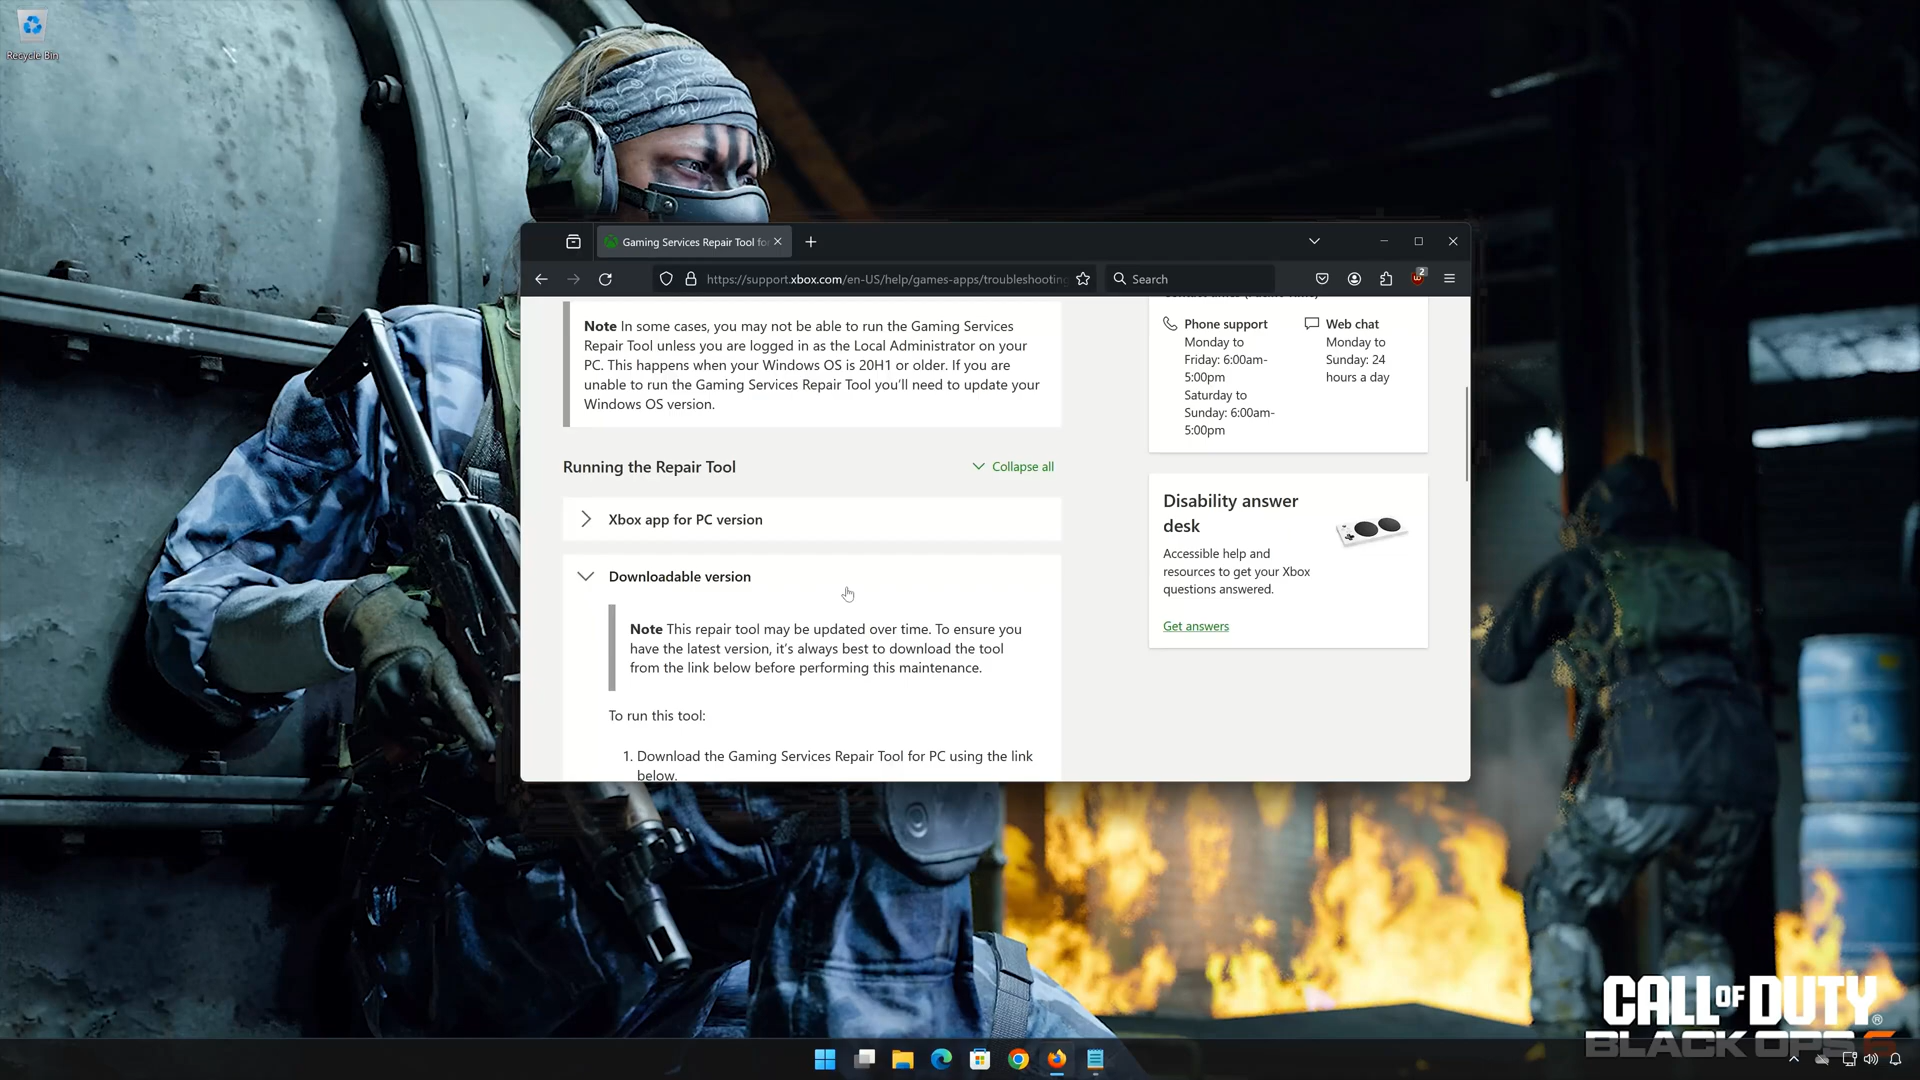 Recycle Bin
Gaming Services Repair Tool fo
https://support.xbox.com/en-US/help/games-apps/troubleshooting
Search
2
Note In some cases, you may not be able to run the Gaming Services
Repair Tool unless you are logged in as the Local Administrator on your
PC. This happens when your Windows OS is 20H1 or older. If you are
unable to run the Gaming Services Repair Tool you'll need to update your
Windows OS version.
Running the Repair Tool
Collapse all
Xbox app for PC version
Downloadable version
Note This repair tool may be updated over time. To ensure you
have the latest version, it's always best to download the tool
from the link below before performing this maintenance.
To run this tool:
1. Download the Gaming Services Repair Tool for PC using the link
below.
Phone support
Monday to
Friday: 6:00am-
5:00pm
Saturday to
Sunday: 6:00am-
5:00pm
Web chat
Monday to
Sunday: 24
hours a day
Disability answer
desk
Accessible help and
resources to get your Xbox
questions answered.
Get answers
CALL OF DUTY®
BLACK OPS 6